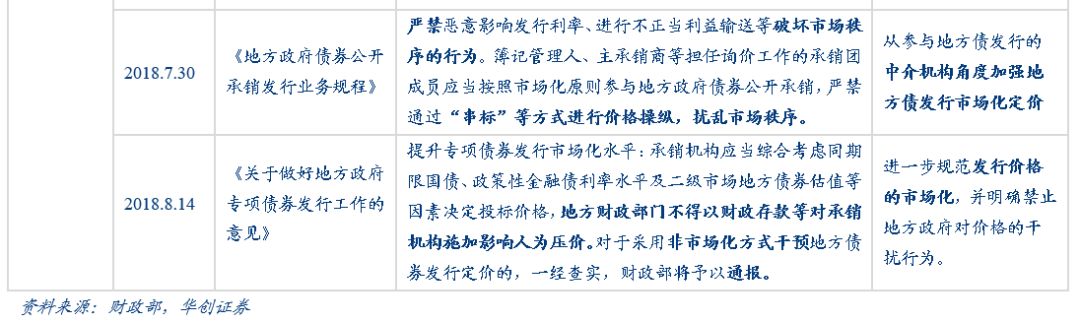 2018.7.30
《地方政府债券公开
承销发行业务规程》
严禁恶意影响发行利率、进行不正当利益输送等破坏市场秩
序的行为。簿记管理人、主承销商等担任询价工作的承销团
成员应当按照市场化原则参与地方政府债券公开承销，严禁
通过“串标”等方式进行价格操纵，扰乱市场秩序。
从参与地方债发行的
中介机构角度加强地
方债发行市场化定价
2018.8.14
《关于做好地方政府
专项债券发行工作的
意见》
提升专项债券发行市场化水平：承销机构应当综合考虑同期
限国债、政策性金融债利率水平及二级市场地方债券估值等
因素决定投标价格，地方财政部门不得以财政存款等对承销
机构施加影响人为压价。对于采用非市场化方式干预地方债
券发行定价的，一经查实，财政部将予以通报。
进一步规范发行价格
的市场化，并明确禁止
地方政府对价格的干
扰行为。
资料来源：财政部，华创证券